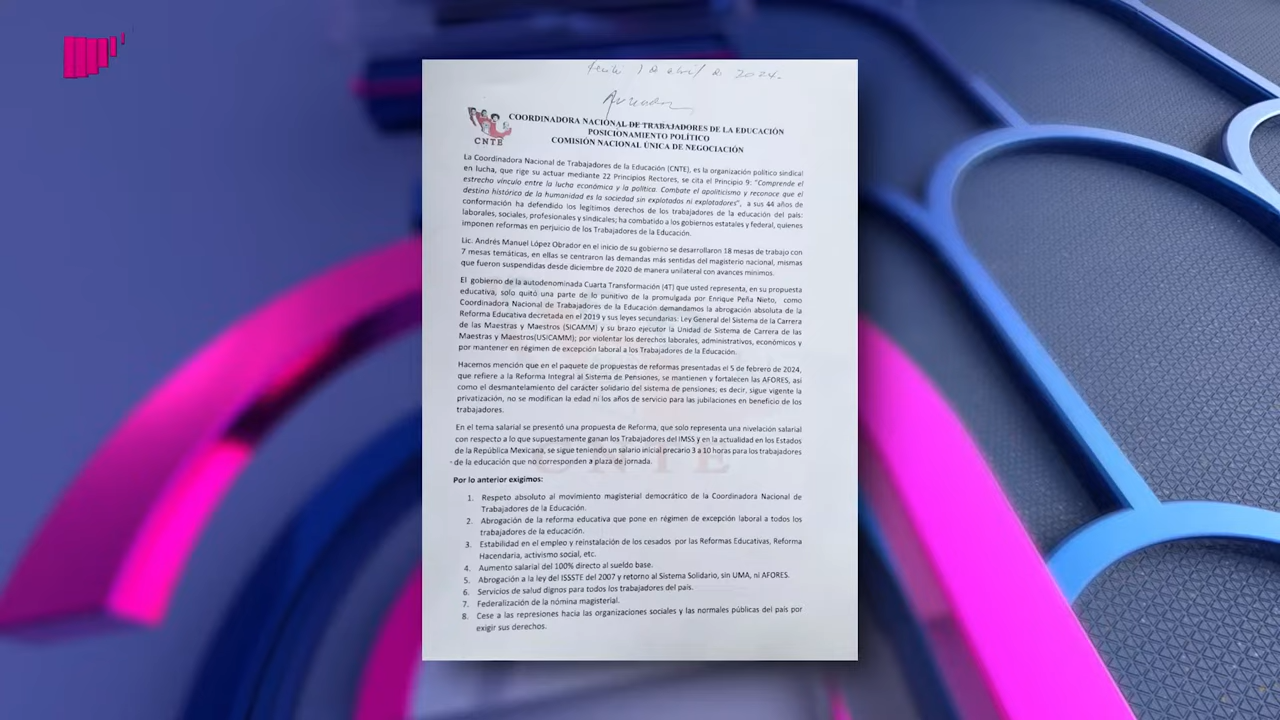 1 de abril de 2024.
COORDINADORA NACIONAL DE TRABAJADORES DE LA EDUCACIÓN
POSICIONAMIENTO POLÍTICO
COMISIÓN NACIONAL ÚNICA DE NEGOCIACIÓN
CNTE
La Coordinadora Nacional de Trabajadores de la Educación (CNTE), es la organización político sindical
en lucha, que rige su actuar mediante 22 Principios Rectores, se cita el Principio 9: "Comprende el
estrecho vínculo entre la lucha económica y la política. Combate el apoliticismo y reconoce que el
destino histórico de la humanidad es la sociedad sin explotados ni explotadores", a sus 44 años de
conformación ha defendido los legítimos derechos de los trabajadores de la educación del país:
laborales, sociales, profesionales y sindicales; ha combatido a los gobiernos estatales y federal, quienes
imponen reformas en perjuicio de los Trabajadores de la Educación.
Lic. Andrés Manuel López Obrador en el inicio de su gobierno se desarrollaron 18 mesas de trabajo con
7 mesas temáticas, en ellas se centraron las demandas más sentidas del magisterio nacional, mismas
que fueron suspendidas desde diciembre de 2020 de manera unilateral con avances mínimos.
El gobierno de la autodenominada Cuarta Transformación (4T) que usted representa, en su propuesta
educativa, solo quitó una parte de lo punitivo de la promulgada por Enrique Peña Nieto, como
Coordinadora Nacional de Trabajadores de la Educación demandamos la abrogación absoluta de la
Reforma Educativa decretada en el 2019 y sus leyes secundarias: Ley General del Sistema de la Carrera
de las Maestras y Maestros (SICAMM) y su brazo ejecutor la Unidad de Sistema de Carrera de las
Maestras y Maestros(USICAMM); por violentar los derechos laborales, administrativos, económicos y
por mantener en régimen de excepción laboral a los Trabajadores de la Educación.
Hacemos mención que en el paquete de propuestas de reformas presentadas el 5 de febrero de 2024,
que refiere a la Reforma Integral al Sistema de Pensiones, se mantienen y fortalecen las AFORES, así
como el desmantelamiento del carácter solidario del sistema de pensiones; es decir, sigue vigente la
privatización, no se modifican la edad ni los años de servicio para las jubilaciones en beneficio de los
trabajadores.
En el tema salarial se presentó una propuesta de Reforma, que solo representa una nivelación salarial
con respecto a lo que supuestamente ganan los Trabajadores del IMSS y en la actualidad en los Estados
de la República Mexicana, se sigue teniendo un salario inicial precario 3 a 10 horas para los trabajadores
de la educación que no corresponden a plaza de jornada.
CNTE
Por lo anterior exigimos:
1. Respeto absoluto al movimiento magisterial democrático de la Coordinadora Nacional de
Trabajadores de la Educación.
2. Abrogación de la reforma educativa que pone en régimen de excepción laboral a todos los
trabajadores de la educación.
3. Estabilidad en el empleo y reinstalación de los cesados por las Reformas Educativas, Reforma
Hacendaria, activismo social, etc.
4. Aumento salarial del 100% directo al sueldo base.
5. Abrogación a la ley del ISSSTE del 2007 y retorno al Sistema Solidario, sin UMA, ni AFORES.
6. Servicios de salud dignos para todos los trabajadores del país.
7. Federalización de la nómina magisterial.
8. Cese a las represiones hacia las organizaciones sociales y las normales públicas del país por
exigir sus derechos.